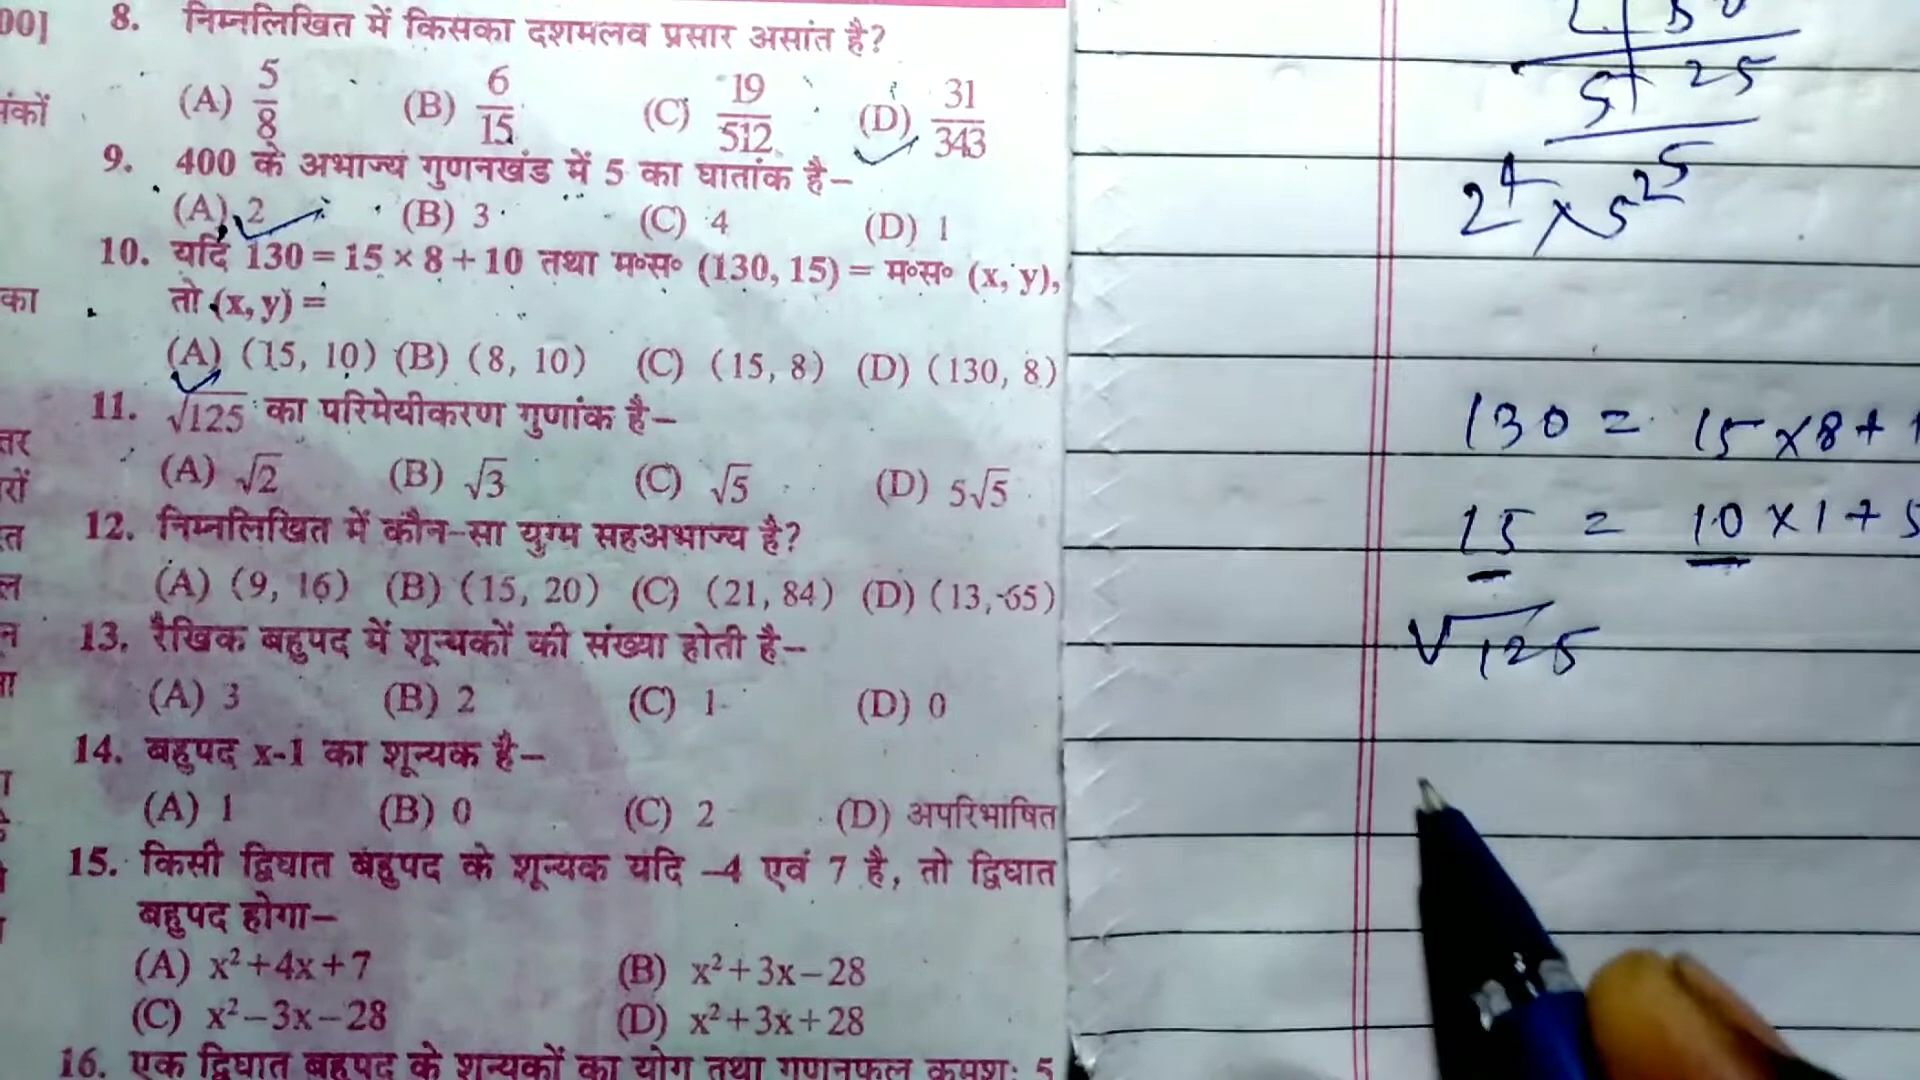 00]
8. निम्नलिखित में किसका दशमलव प्रसार असांत है?
(A) 5/8 (B) 6/15 (C) 19/512 (D) 31/343
9. 400 के अभाज्य गुणनखंड में 5 का घातांक है–
(A) 2 (B) 3 (C) 4 (D) 1
10. यदि 130 = 15 × 8 + 10 तथा म०स० (130, 15) = म०स० (x, y),
तो (x, y) =
(A) (15, 10) (B) (8, 10) (C) (15, 8) (D) (130, 8)
11. √125 का परिमेयीकरण गुणांक है–
(A) √2 (B) √3 (C) √5 (D) 5√5
12. निम्नलिखित में कौन-सा युग्म सहअभाज्य है?
(A) (9, 16) (B) (15, 20) (C) (21, 84) (D) (13, 65)
13. रैखिक बहुपद में शून्यकों की संख्या होती है–
(A) 3 (B) 2 (C) 1 (D) 0
14. बहुपद x-1 का शून्यक है–
(A) 1 (B) 0 (C) 2 (D) अपरिभाषित
15. किसी द्विघात बहुपद के शून्यक यदि –4 एवं 7 है, तो द्विघात
बहुपद होगा–
(A) x²+4x+7 (B) x²+3x–28
(C) x²–3x–28 (D) x²+3x+28
16. एक द्विघात बहुपद के शून्यकों का योग तथा गुणनफल क्रमशः 5
का
5 25
2⁴ × 5²
130 = 15 × 8 +
15 = 10 × 1 + 5
√125